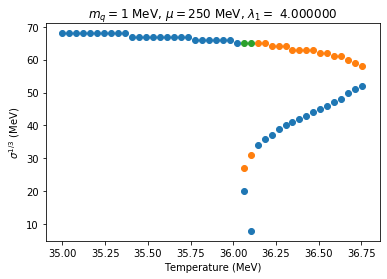 $m_q = 1$ MeV, $\mu = 250$ MeV, $\lambda_1 =$ 4.000000
70
60
50
40
30
20
10
$\sigma^{1/3}$ (MeV)
35.00 35.25 35.50 35.75 36.00 36.25 36.50 36.75
Temperature (MeV)